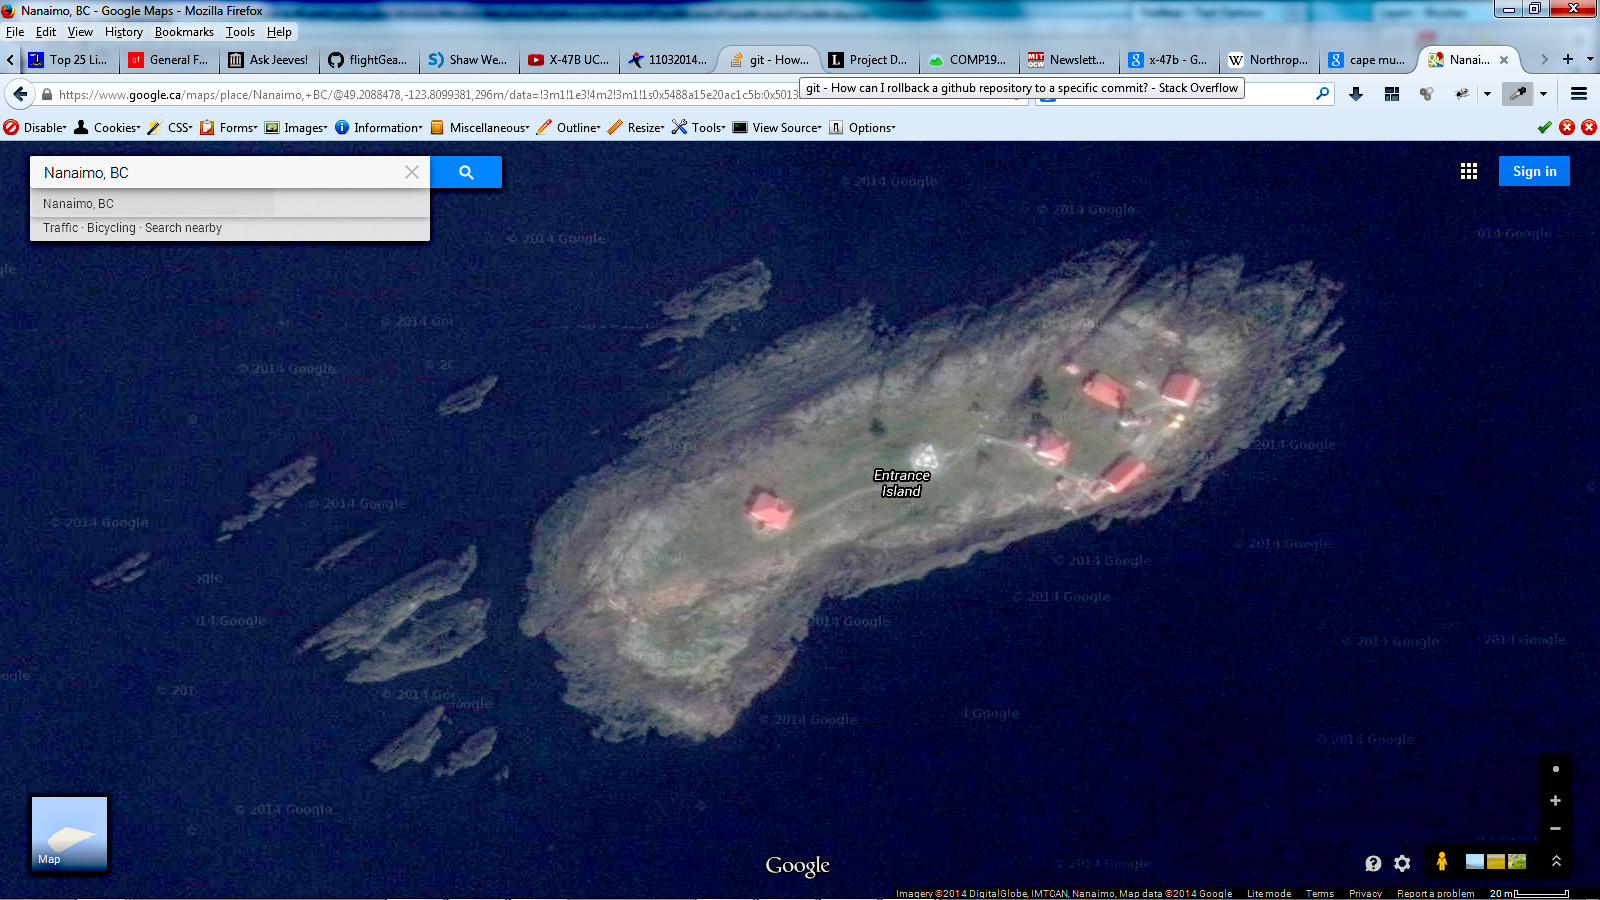 Nanaimo, BC - Google Maps - Mozilla Firefox
File Edit View History Bookmarks Tools Help
Top 25 Li... General F... Ask Jeeves! flightGea... Shaw We... X-47B UC... 11032014... git - How... Project D... COMP19... Newslett... x-47b - G... Northrop... cape mu... Nanai...
https://www.google.ca/maps/place/Nanaimo,+BC/@49.2088478,-123.8099381,296m/data=!3m1!1e3!4m2!3m1!1s0x5488a15e20ac1c5b:0x5013
git - How can I rollback a github repository to a specific commit? - Stack Overflow
Disable Cookies CSS Forms Images Information Miscellaneous Outline Resize Tools View Source Options
Nanaimo, BC
Sign in
Nanaimo, BC
Traffic · Bicycling · Search nearby
Entrance
Island
Map
Google
Imagery ©2014 DigitalGlobe, IMTCAN, Nanaimo, Map data ©2014 Google Lite mode Terms Privacy Report a problem 20 m